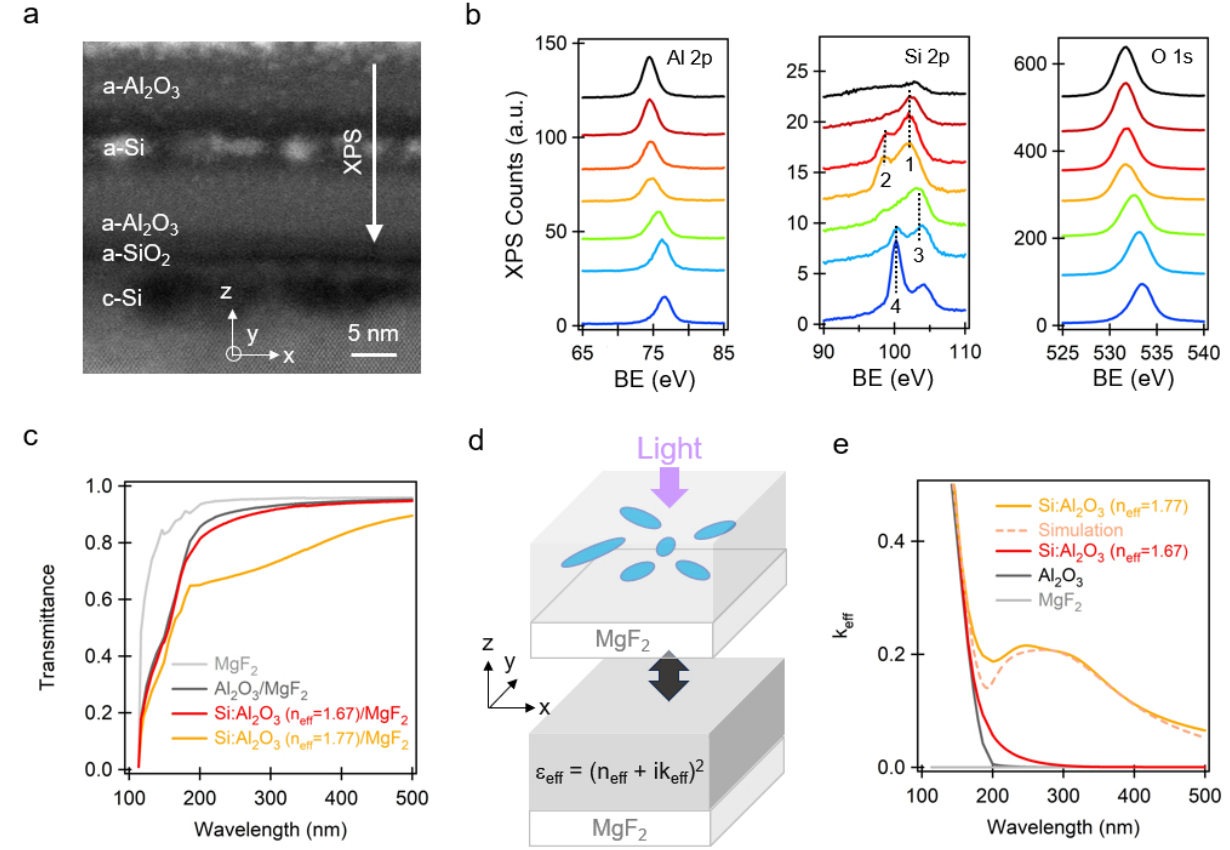 a
a-Al₂O₃
a-Si
XPS
a-Al₂O₃
a-SiO₂
c-Si
z
y
x
5 nm
b
XPS Counts (a.u.)
150
100
50
0
Al 2p
65 75 85
BE (eV)
25
20
15
10
5
0
Si 2p
2
1
3
4
90 100 110
BE (eV)
600
400
200
0
O 1s
525 530 535 540
BE (eV)
c
Transmittance
1.0
0.8
0.6
0.4
0.2
0.0
MgF₂
Al₂O₃/MgF₂
Si:Al₂O₃ (neff=1.67)/MgF₂
Si:Al₂O₃ (neff=1.77)/MgF₂
100 200 300 400 500
Wavelength (nm)
d
Light
MgF₂
z
y
x
εeff = (neff + ikeff)²
MgF₂
e
keff
0.4
0.2
0.0
Si:Al₂O₃ (neff=1.77)
Simulation
Si:Al₂O₃ (neff=1.67)
Al₂O₃
MgF₂
100 200 300 400 500
Wavelength (nm)